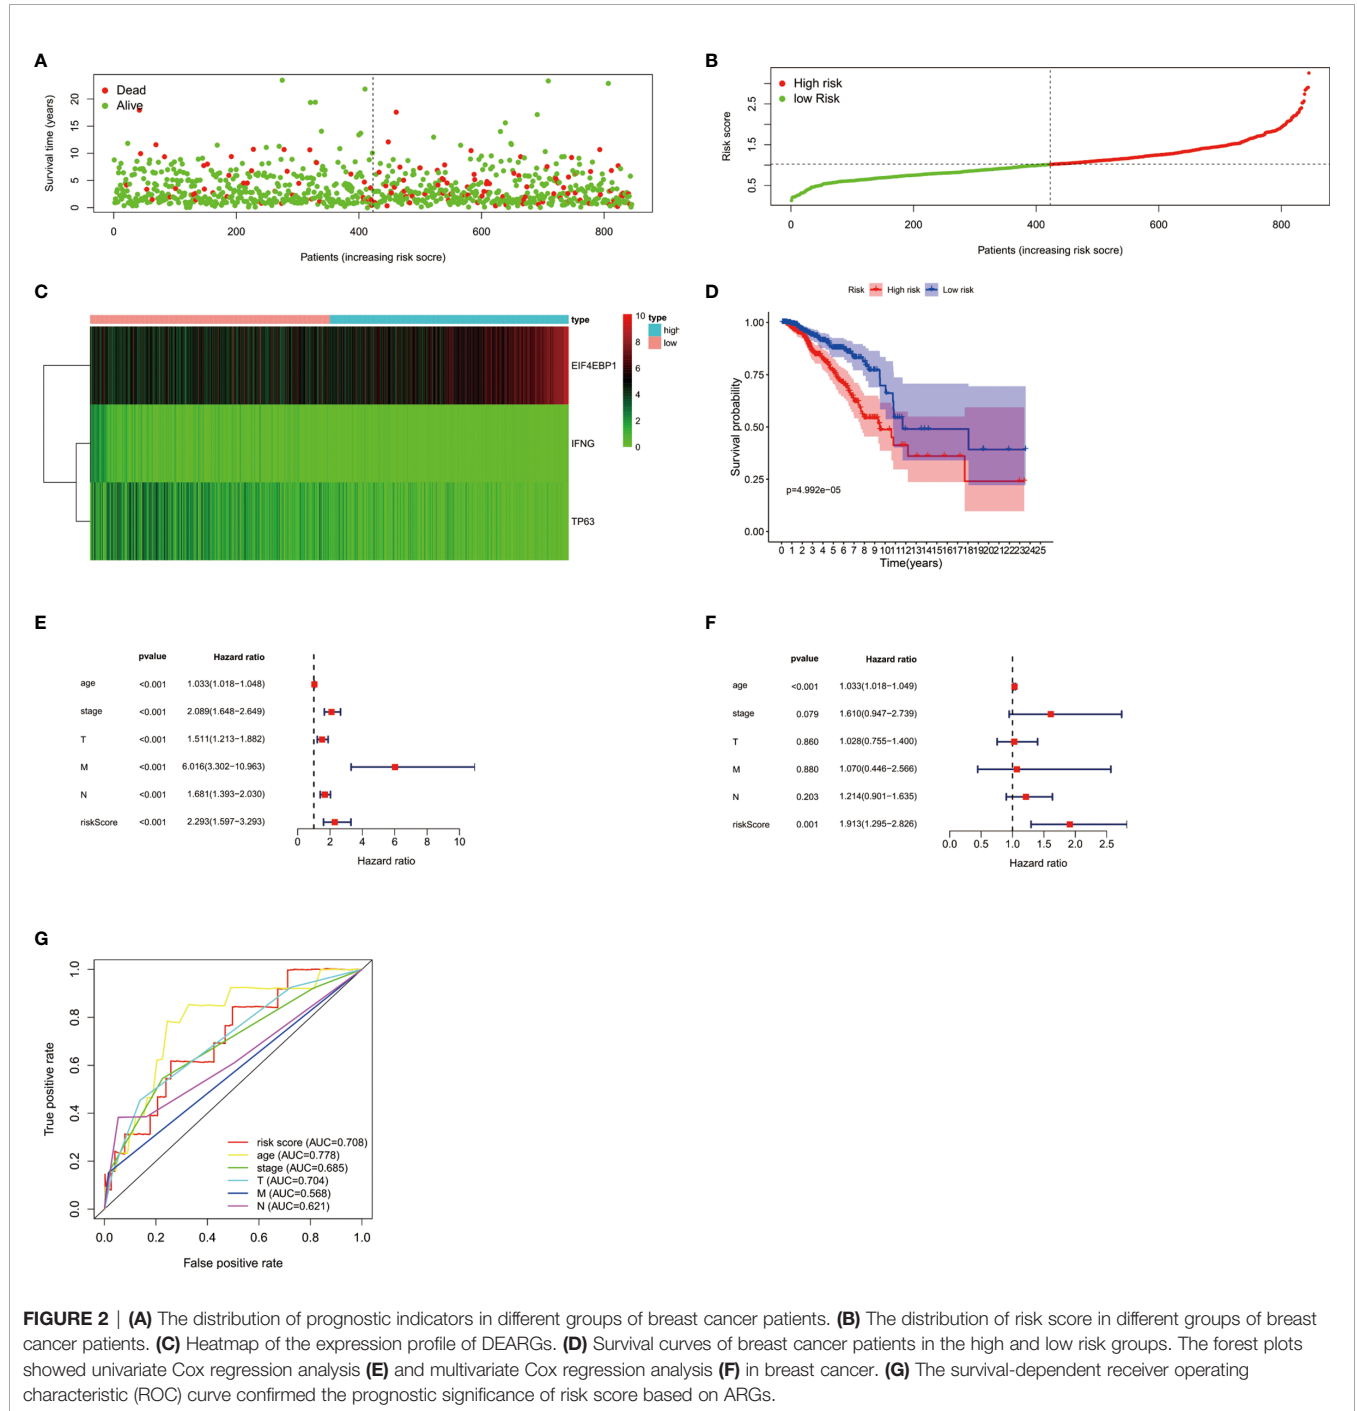 A
Dead
Alive
Survival time (years)
0 5 10 15 20
0 200 400 600 800
Patients (increasing risk socre)
B
High risk
low Risk
Risk score
0.5 1.5 2.5
0 200 400 600 800
Patients (increasing risk socre)
C
type
EIF4EBP1
IFNG
TP63
10
8
6
4
2
0
type
high
low
D
Risk High risk Low risk
Survival probability
1.00
0.75
0.50
0.25
0.00
p=4.992e−05
0 1 2 3 4 5 6 7 8 9 10111213141516171819202122232425
Time(years)
E
pvalue Hazard ratio
age <0.001 1.033(1.018−1.048)
stage <0.001 2.089(1.648−2.649)
T <0.001 1.511(1.213−1.882)
M <0.001 6.016(3.302−10.963)
N <0.001 1.681(1.393−2.030)
riskScore <0.001 2.293(1.597−3.293)
0 2 4 6 8 10
Hazard ratio
F
pvalue Hazard ratio
age <0.001 1.033(1.018−1.049)
stage 0.079 1.610(0.947−2.739)
T 0.860 1.028(0.755−1.400)
M 0.880 1.070(0.446−2.566)
N 0.203 1.214(0.901−1.635)
riskScore 0.001 1.913(1.295−2.826)
0.0 0.5 1.0 1.5 2.0 2.5
Hazard ratio
G
True positive rate
0.0 0.2 0.4 0.6 0.8 1.0
risk score (AUC=0.708)
age (AUC=0.778)
stage (AUC=0.685)
T (AUC=0.704)
M (AUC=0.568)
N (AUC=0.621)
0.0 0.2 0.4 0.6 0.8 1.0
False positive rate
FIGURE 2 | (A) The distribution of prognostic indicators in different groups of breast cancer patients. (B) The distribution of risk score in different groups of breast
cancer patients. (C) Heatmap of the expression profile of DEARGs. (D) Survival curves of breast cancer patients in the high and low risk groups. The forest plots
showed univariate Cox regression analysis (E) and multivariate Cox regression analysis (F) in breast cancer. (G) The survival-dependent receiver operating
characteristic (ROC) curve confirmed the prognostic significance of risk score based on ARGs.